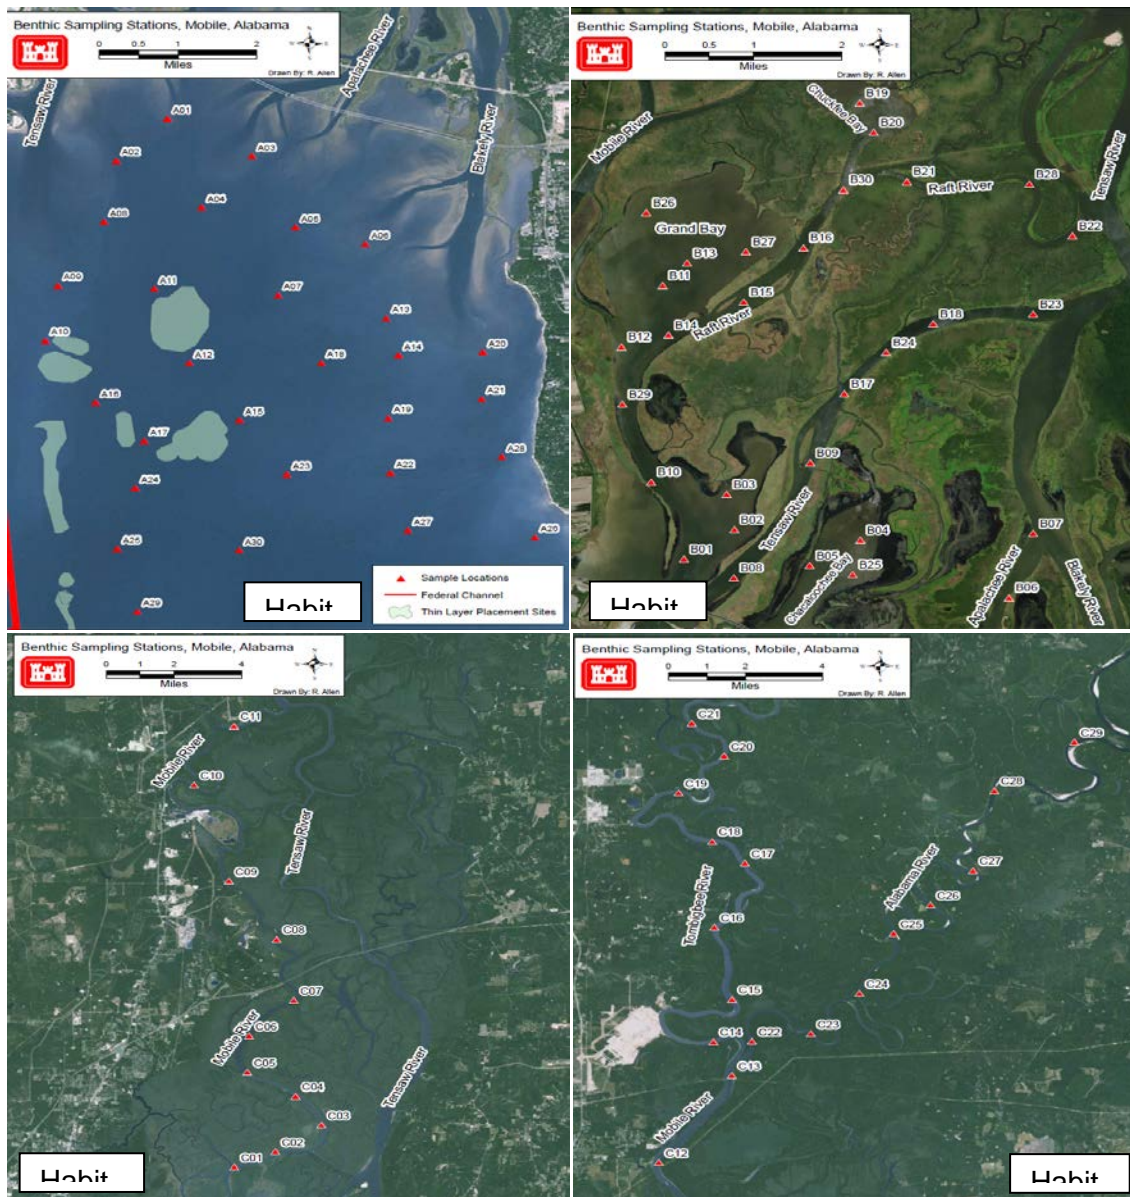 Benthic Sampling Stations, Mobile, Alabama
0 0.5 1 2
Miles
W N E S
Drawn By: R. Allen
Tensaw River
Apalachee River
Blakely River
A01
A02
A03
A04
A05
A06
A08
A09
A11
A07
A10
A13
A12
A18
A14
A20
A16
A15
A19
A21
A17
A23
A22
A28
A24
A27
A26
A25
A30
A29
Sample Locations
Federal Channel
Thin Layer Placement Sites
Habit
Benthic Sampling Stations, Mobile, Alabama
0 0.5 1 2
Miles
Drawn By: R. Allen
B19
Chuckfee Bay
B20
Mobile River
Tensaw River
B21
B30
Raft River
B28
B26
Grand Bay
B22
B27
B16
B13
B11
B15
B14
Raft River
B12
B18
B23
B24
B29
B17
B09
B10
B03
Tensaw River
B02
B04
B07
B01
B05
B08
Chacaloochee Bay
B25
Apalachee River
B06
Blakely River
Habit
Benthic Sampling Stations, Mobile, Alabama
0 1 2 4
Miles
Drawn By: R. Allen
C11
Mobile River
C10
Tensaw River
C09
C08
C07
C06
Mobile River
C05
C04
Tensaw River
C03
C02
C01
Habit
Benthic Sampling Stations, Mobile, Alabama
0 1 2 4
Miles
Drawn By: R. Allen
C21
C20
C29
C19
C28
C18
C17
C27
Alabama River
Tombigbee River
C26
C16
C25
C15
C24
C14
C22
C23
C13
Mobile River
C12
Habit